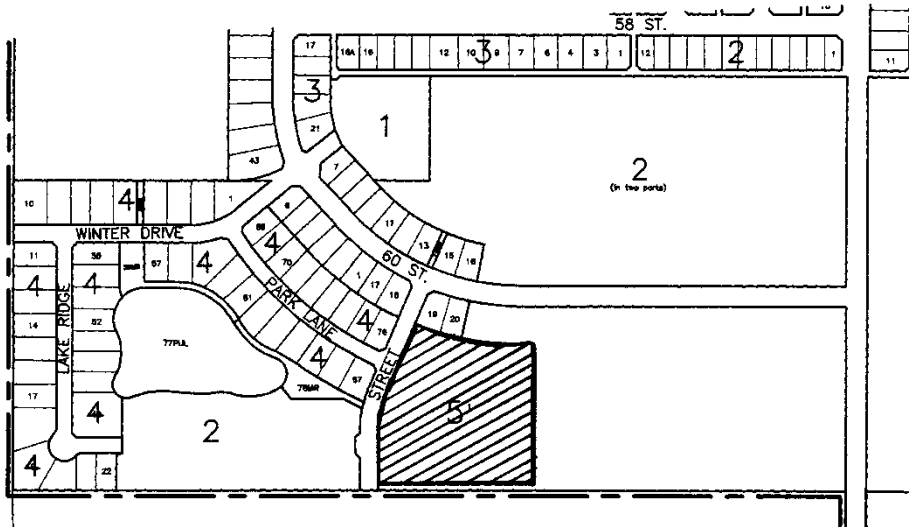 58 ST.
17
16A 16 12 10 9 7 6 4 3 1
3
12 2 1
11
3
21
1
2
(in two parts)
43
7
10 4 1
17 13 15 16
WINTER DRIVE
6
4
70
60 ST.
11 57 4
4 4
1 17 18
61
PARK LANE
4 76
19 20
14 52
LAKE RIDGE
77PUL
4
78MR 67
STREET
17
4
2
5
4
22